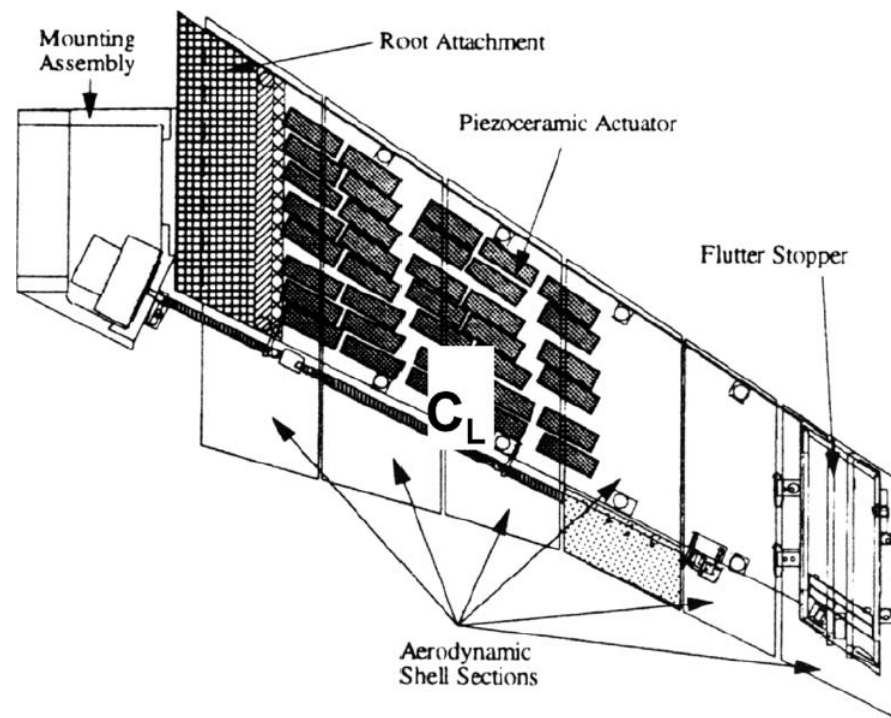 Mounting
Assembly
Root Attachment
Piezoceramic Actuator
Flutter Stopper
CL
Aerodynamic
Shell Sections